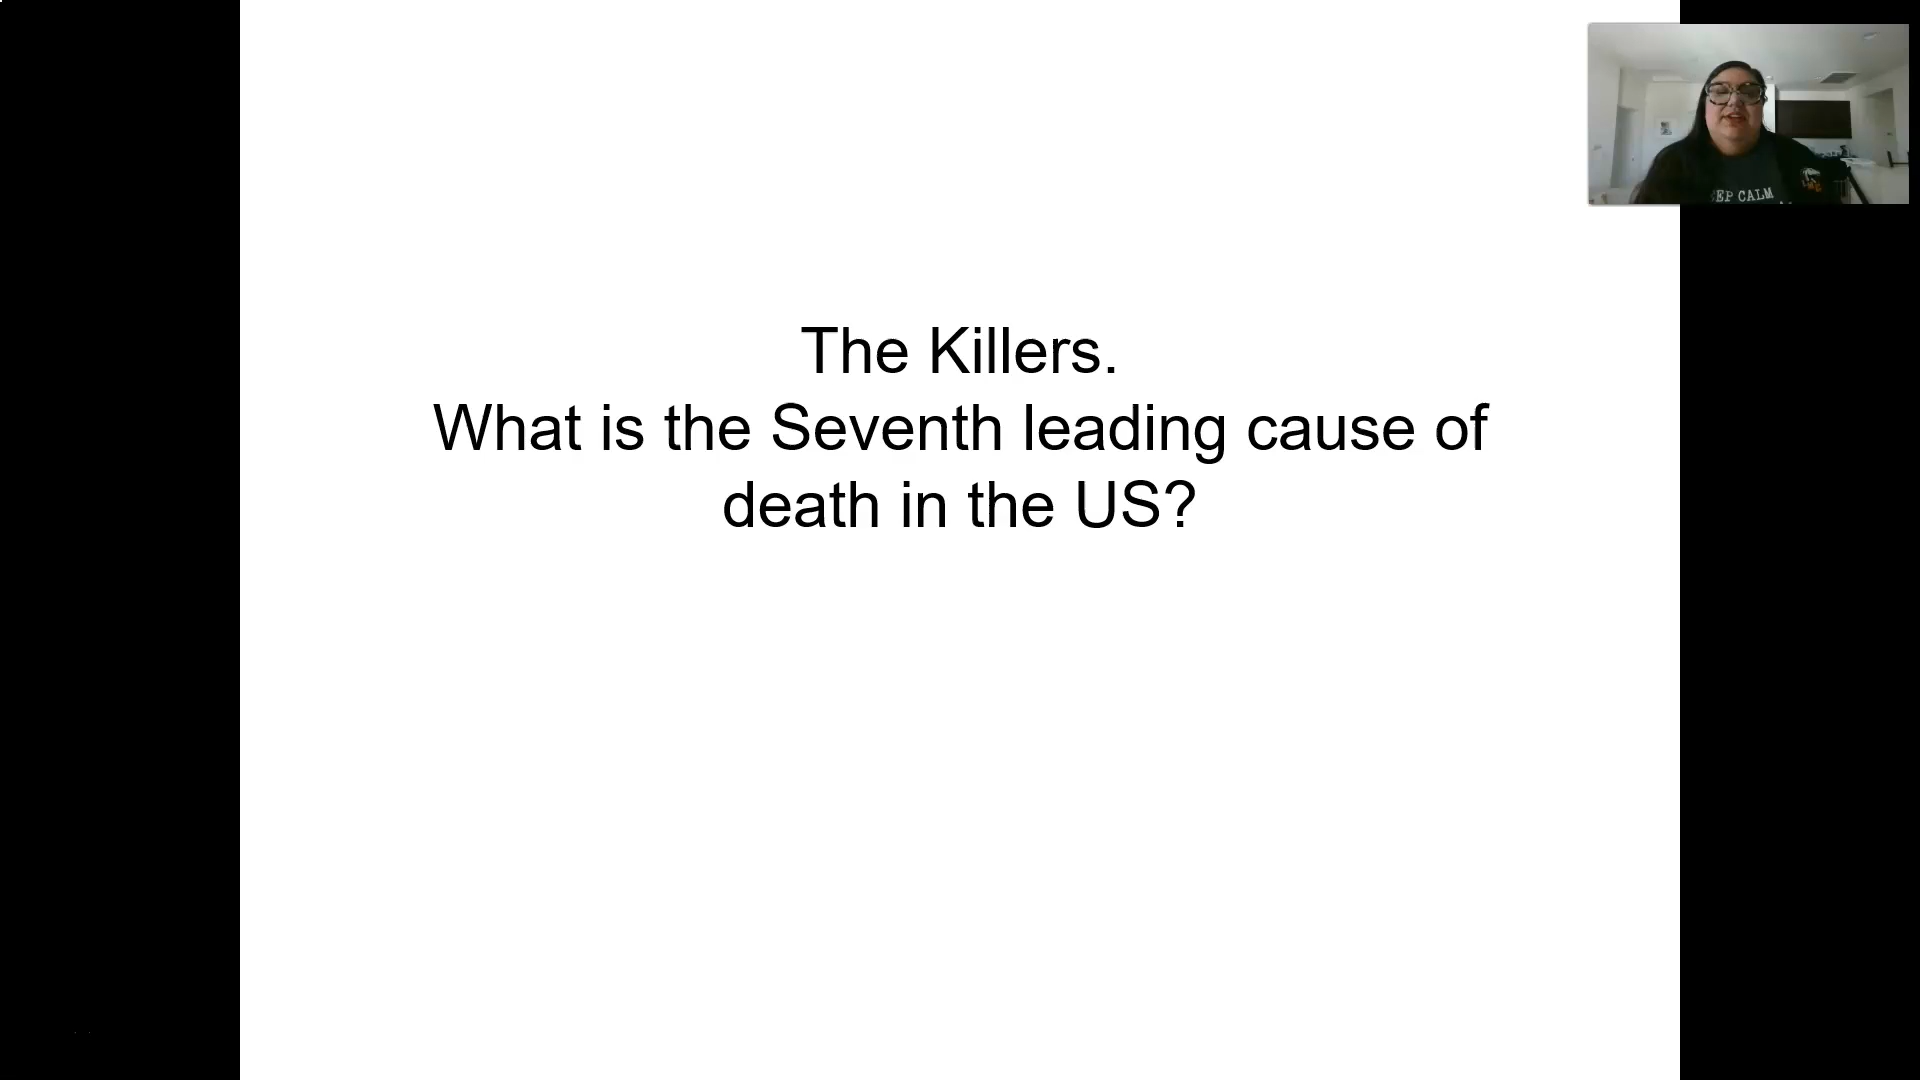 The Killers.
What is the Seventh leading cause of
death in the US?
EP CALM